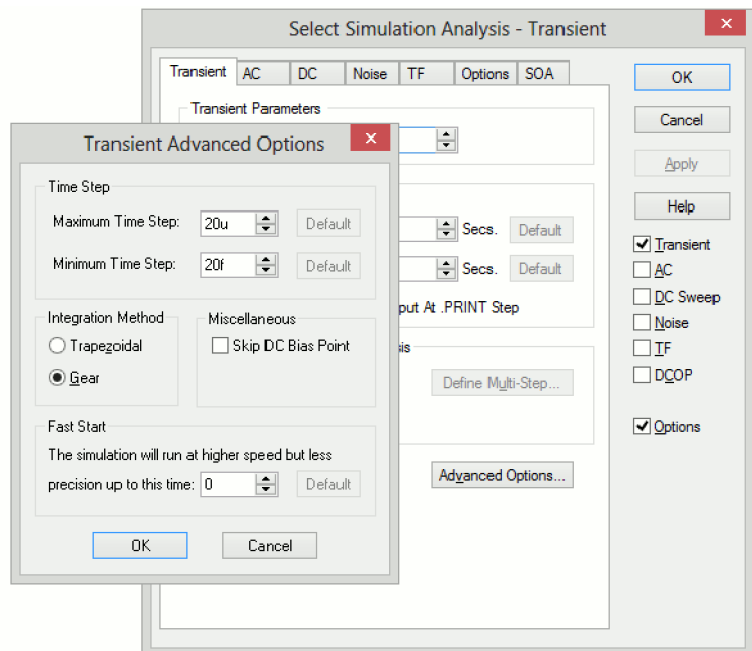 Select Simulation Analysis - Transient
Transient AC DC Noise TF Options SOA
Transient Parameters
Secs. Default
Secs. Default
put At .PRINT Step
Define Multi-Step...
Advanced Options...
OK
Cancel
Apply
Help
Transient
AC
DC Sweep
Noise
TF
DCOP
Options
Transient Advanced Options
Time Step
Maximum Time Step: 20u Default
Minimum Time Step: 20f Default
Integration Method
Trapezoidal
Gear
Miscellaneous
Skip DC Bias Point
Fast Start
The simulation will run at higher speed but less
precision up to this time: 0 Default
OK Cancel